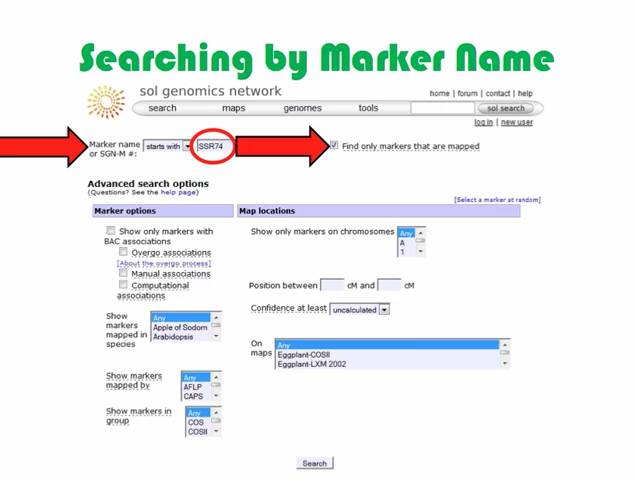 Searching by Marker Name
sol genomics network
home | forum | contact | help
search maps genomes tools sol search
log in | new user
Marker name
or SGN-M #:
starts with SSR74 Find only markers that are mapped
Advanced search options
(Questions? See the help page.)
[Select a marker at random]
Marker options Map locations
Show only markers with
BAC associations
Overgo associations
[About the overgo process]
Manual associations
Computational
associations
Show only markers on chromosomes
Any
A
1
Position between cM and cM
Confidence at least uncalculated
Show
markers
mapped in
species
Any
Apple of Sodom
Arabidopsis
On
maps
Any
Eggplant-COSII
Eggplant-LXM 2002
Show markers
mapped by
Any
AFLP
CAPS
Show markers in
group
Any
COS
COSII
Search